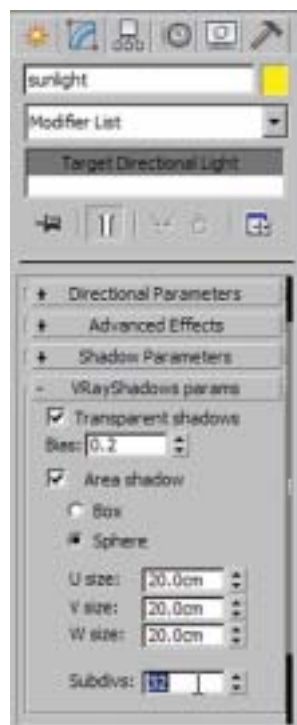 sunlight
Modifier List
Target Directional Light
+ Directional Parameters
+ Advanced Effects
+ Shadow Parameters
- VRayShadows params
Transparent shadows
Bias: 0.2
Area shadow
Box
Sphere
U size: 20.0cm
V size: 20.0cm
W size: 20.0cm
Subdivs: 32